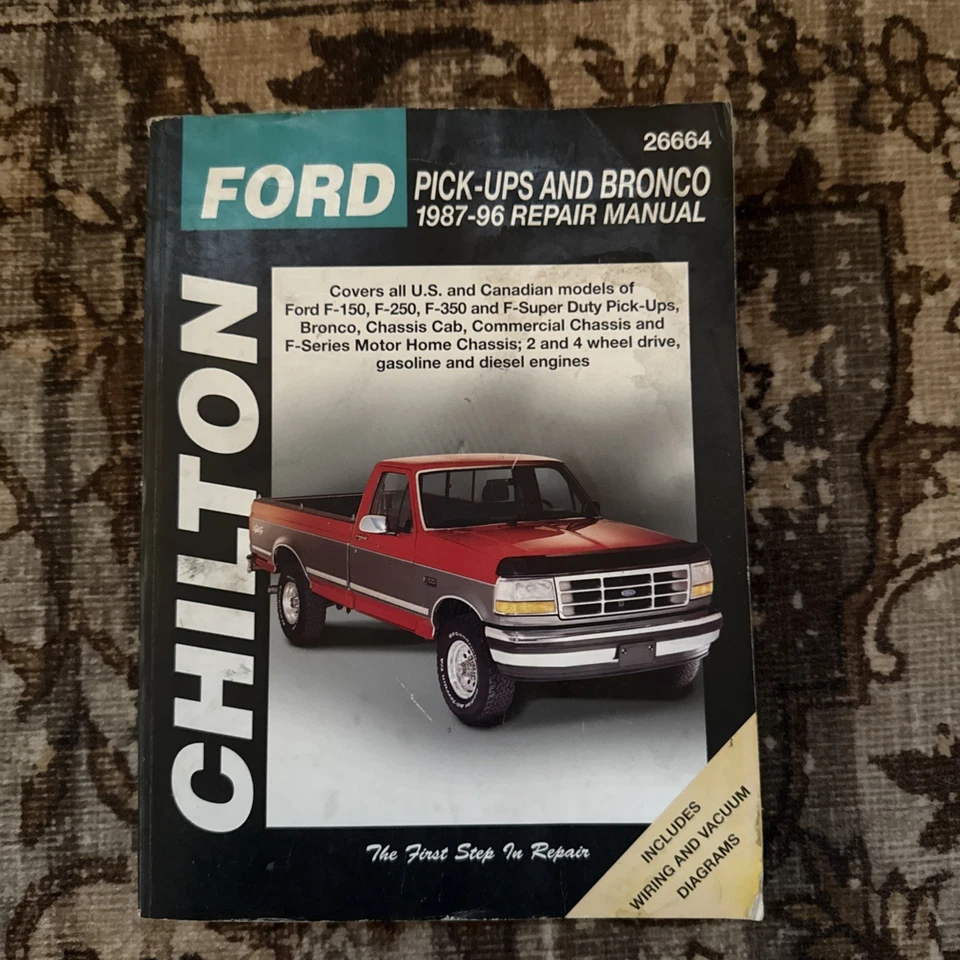 26664
FORD
PICK-UPS AND BRONCO
1987-96 REPAIR MANUAL
CHILTON
Covers all U.S. and Canadian models of
Ford F-150, F-250, F-350 and F-Super Duty Pick-Ups,
Bronco, Chassis Cab, Commercial Chassis and
F-Series Motor Home Chassis; 2 and 4 wheel drive,
gasoline and diesel engines
The First Step In Repair
INCLUDES
WIRING AND VACUUM
DIAGRAMS